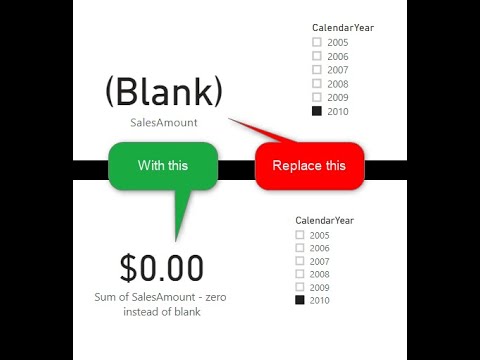 CalendarYear
2005
2006
2007
2008
2009
2010
(Blank)
SalesAmount
With this
Replace this
CalendarYear
2005
2006
2007
2008
2009
2010
$0.00
Sum of SalesAmount - zero
instead of blank